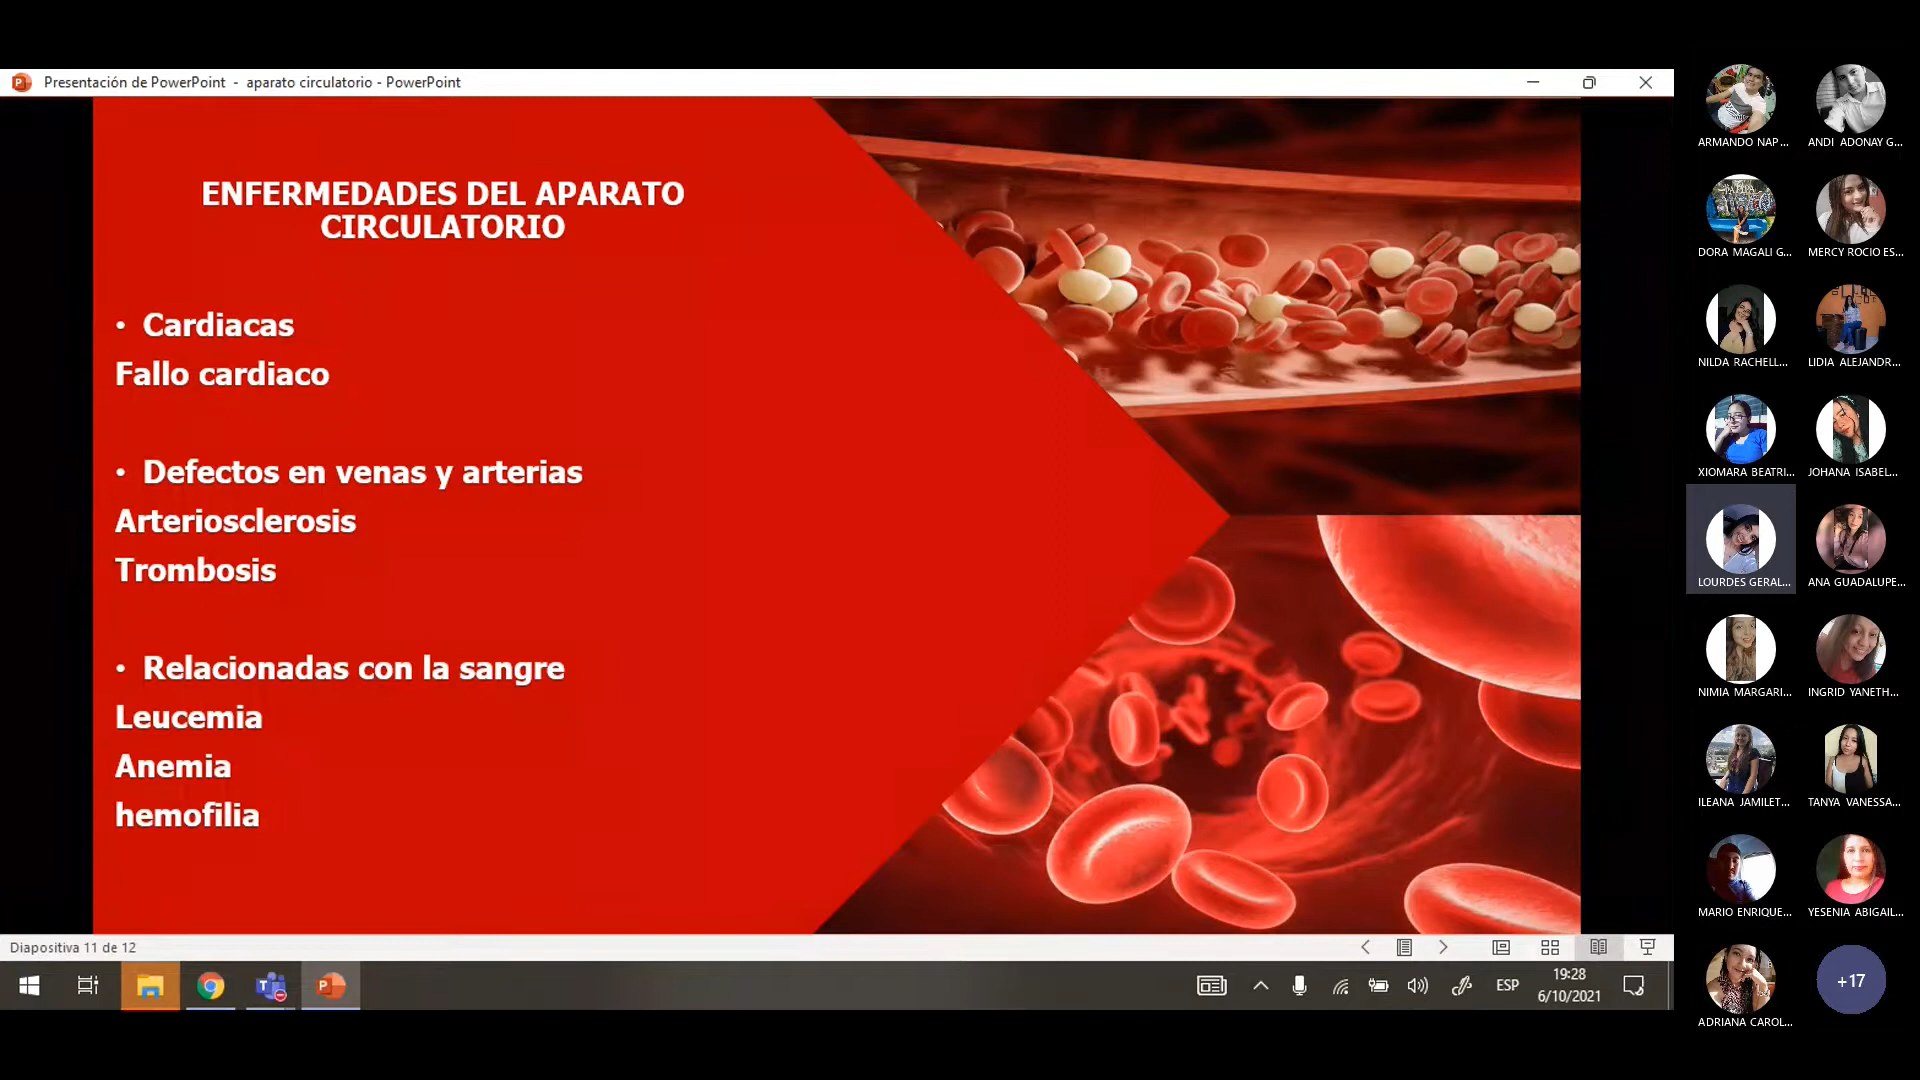 Presentación de PowerPoint - aparato circulatorio - PowerPoint
ENFERMEDADES DEL APARATO
CIRCULATORIO
• Cardiacas
Fallo cardiaco
• Defectos en venas y arterias
Arteriosclerosis
Trombosis
• Relacionadas con la sangre
Leucemia
Anemia
hemofilia
Diapositiva 11 de 12
ESP
19:28
6/10/2021
ARMANDO NAP...
ANDI ADONAY G...
DORA MAGALI G...
MERCY ROCIO ES...
NILDA RACHELL...
LIDIA ALEJANDR...
XIOMARA BEATRI...
JOHANA ISABEL...
LOURDES GERAL...
ANA GUADALUPE...
NIMIA MARGARI...
INGRID YANETH...
ILEANA JAMILET...
TANYA VANESSA...
MARIO ENRIQUE...
YESENIA ABIGAIL...
ADRIANA CAROL...
+17